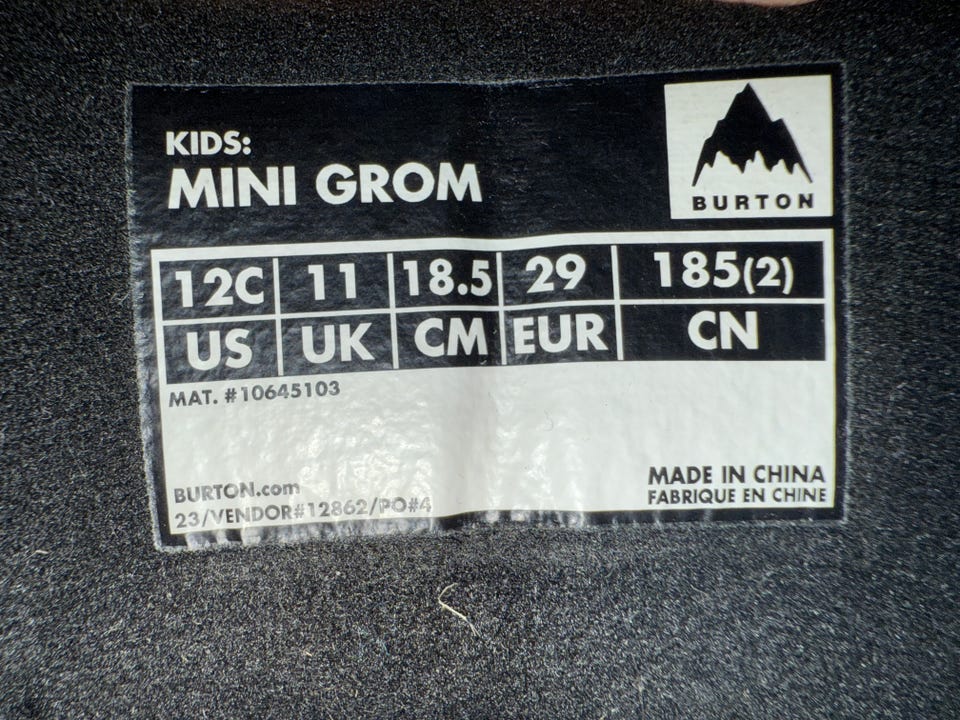 KIDS:
MINI GROM
BURTON
12C 11 18.5 29 185(2)
US UK CM EUR CN
MAT. #10645103
BURTON.com
23/VENDOR#12862/PO#4
MADE IN CHINA
FABRIQUE EN CHINE